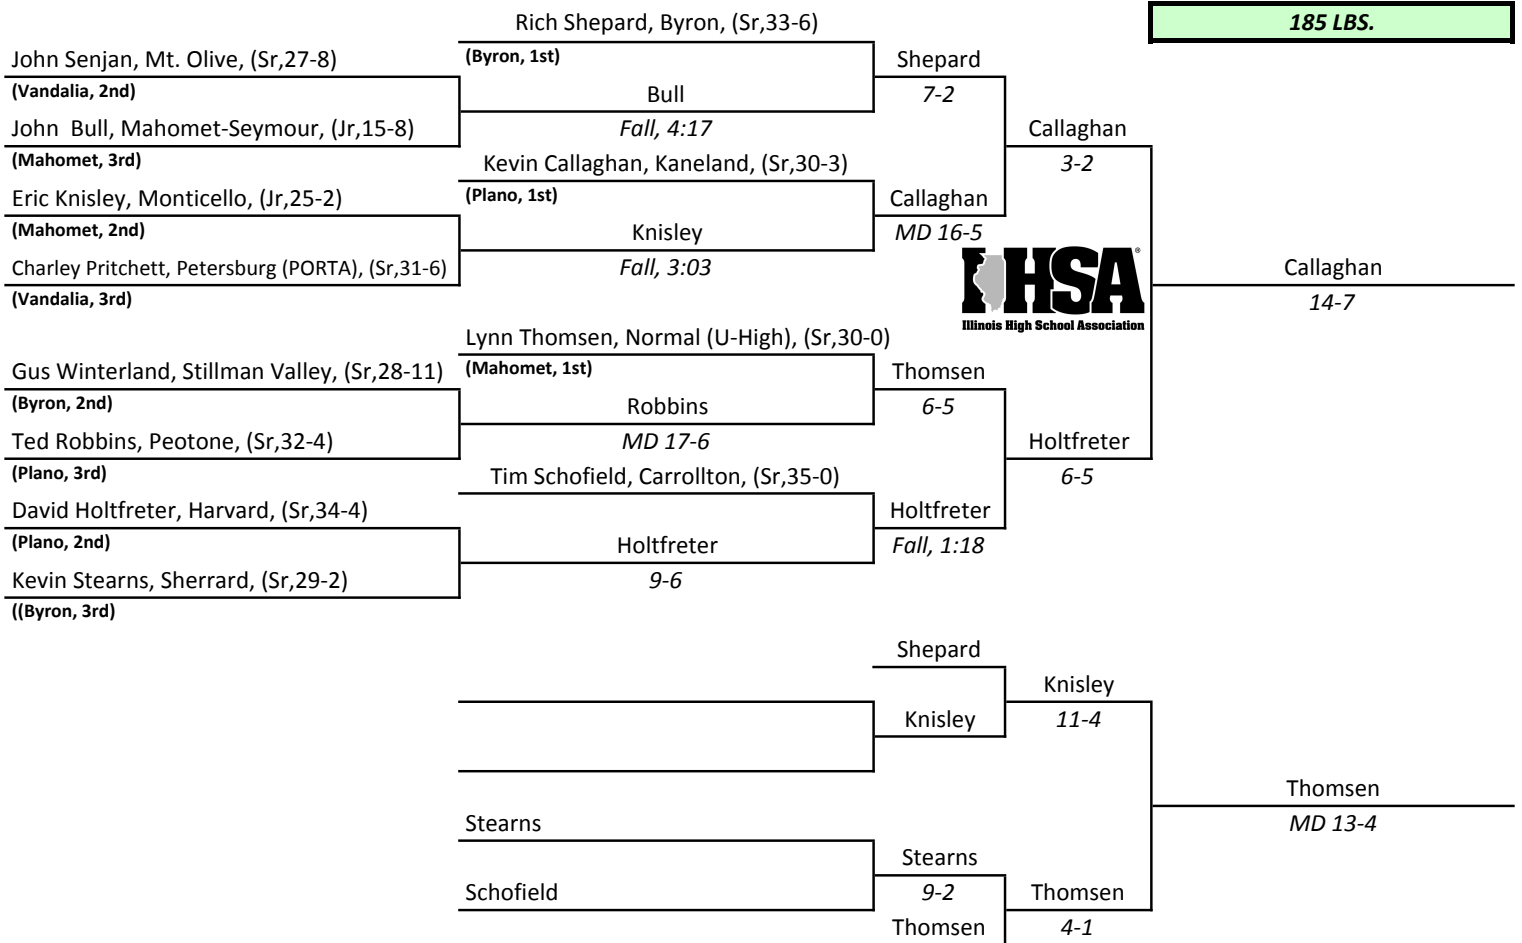 Rich Shepard, Byron, (Sr,33-6)
185 LBS.
John Senjan, Mt. Olive, (Sr,27-8)
(Byron, 1st)
Shepard
(Vandalia, 2nd)
Bull
7-2
John  Bull, Mahomet-Seymour, (Jr,15-8)
Fall, 4:17
Callaghan
(Mahomet, 3rd)
Kevin Callaghan, Kaneland, (Sr,30-3)
3-2
Eric Knisley, Monticello, (Jr,25-2)
(Plano, 1st)
Callaghan
(Mahomet, 2nd)
Knisley
MD 16-5
Charley Pritchett, Petersburg (PORTA), (Sr,31-6)
Fall, 3:03
IHSA®
Callaghan
(Vandalia, 3rd)
14-7
Illinois High School Association
Lynn Thomsen, Normal (U-High), (Sr,30-0)
Gus Winterland, Stillman Valley, (Sr,28-11)
(Mahomet, 1st)
Thomsen
(Byron, 2nd)
Robbins
6-5
Ted Robbins, Peotone, (Sr,32-4)
MD 17-6
Holtfreter
(Plano, 3rd)
Tim Schofield, Carrollton, (Sr,35-0)
6-5
David Holtfreter, Harvard, (Sr,34-4)
Holtfreter
(Plano, 2nd)
Holtfreter
Fall, 1:18
Kevin Stearns, Sherrard, (Sr,29-2)
9-6
((Byron, 3rd)
Shepard
Knisley
Knisley
11-4
Thomsen
MD 13-4
Stearns
Stearns
Schofield
9-2
Thomsen
Thomsen
4-1